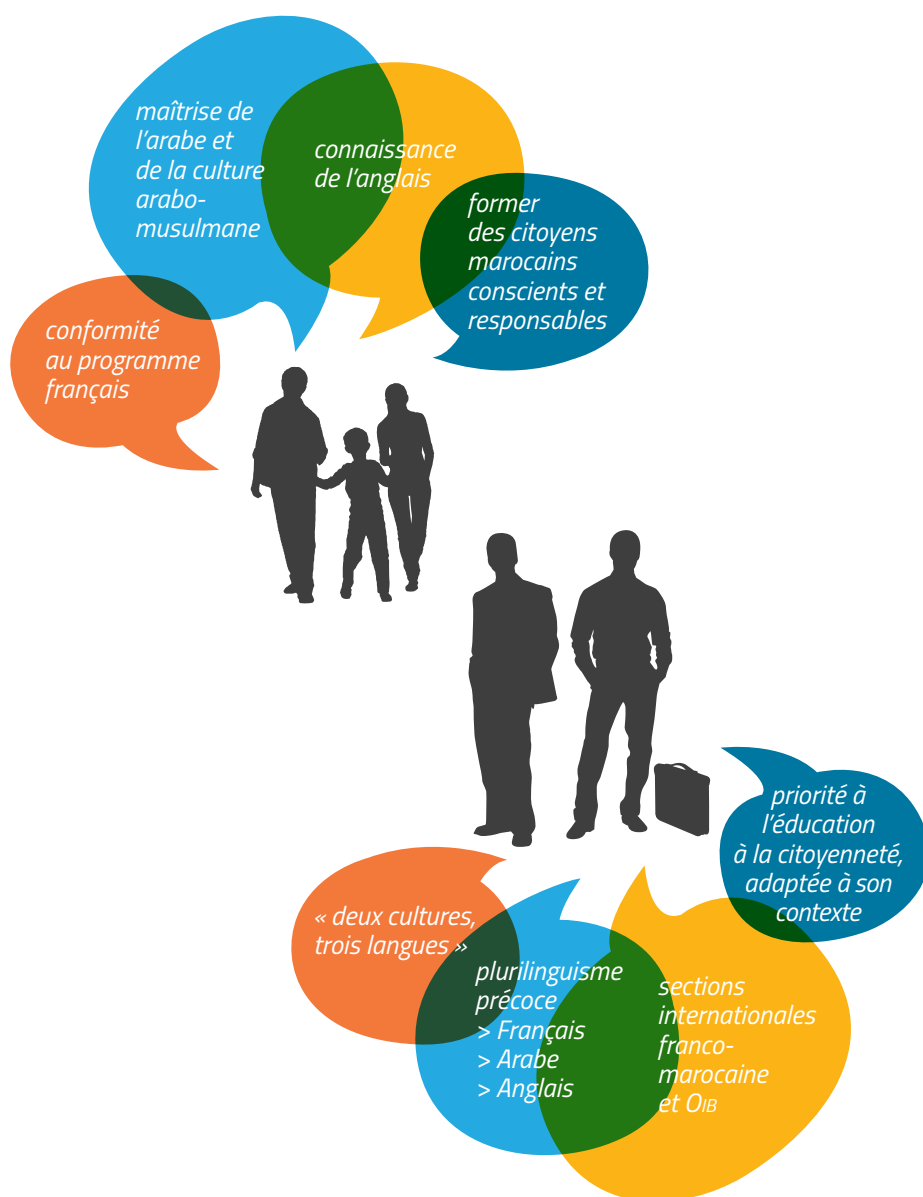 maîtrise de
l'arabe et
de la culture
arabo-
musulmane
connaissance
de l'anglais
former
des citoyens
marocains
conscients et
responsables
conformité
au programme
français
priorité à
l'éducation
à la citoyenneté,
adaptée à son
contexte
« deux cultures,
trois langues »
plurilinguisme
précoce
> Français
> Arabe
> Anglais
sections
internationales
franco-
marocaine
et OIB